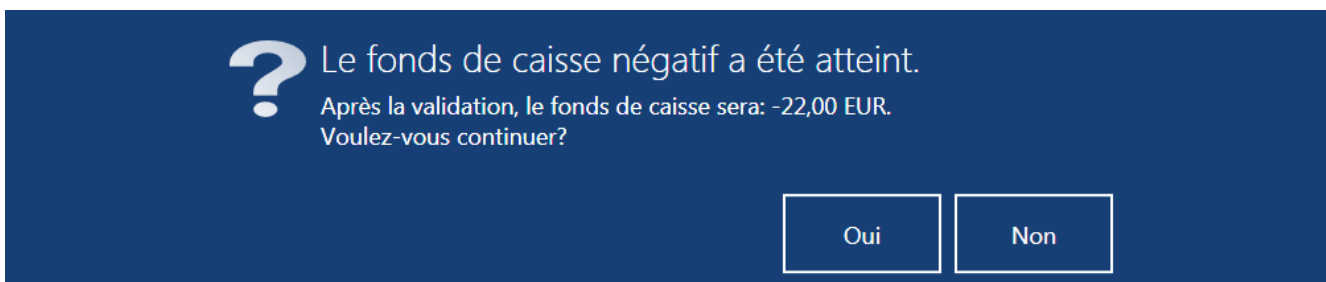 Le fonds de caisse négatif a été atteint.
Après la validation, le fonds de caisse sera: -22,00 EUR.
Voulez-vous continuer?
Oui Non